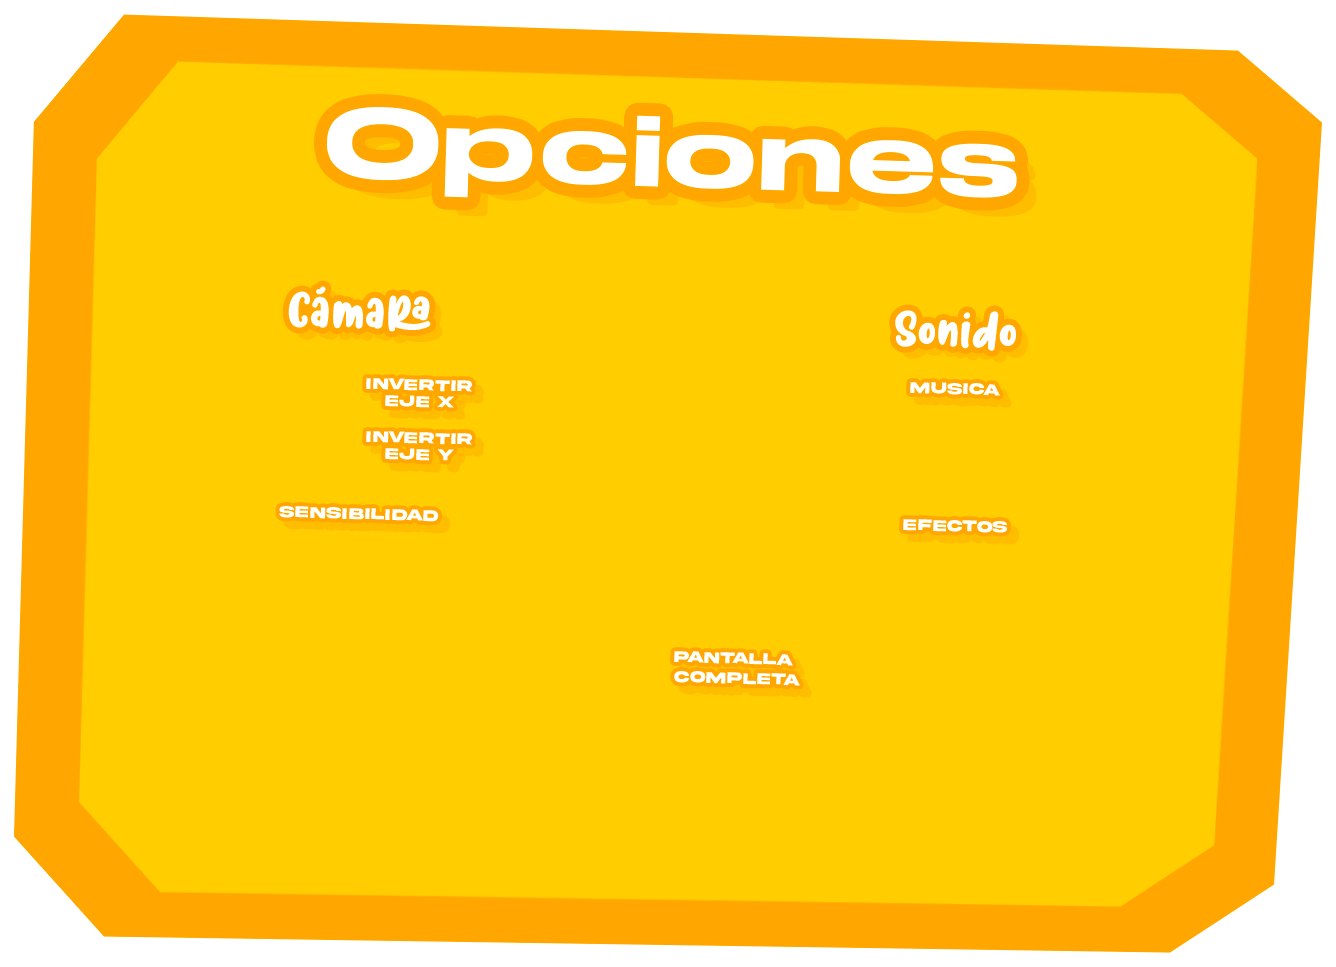 Opciones
Cámara
INVERTIR
EJE X
INVERTIR
EJE Y
SENSIBILIDAD
Sonido
MUSICA
EFECTOS
PANTALLA
COMPLETA